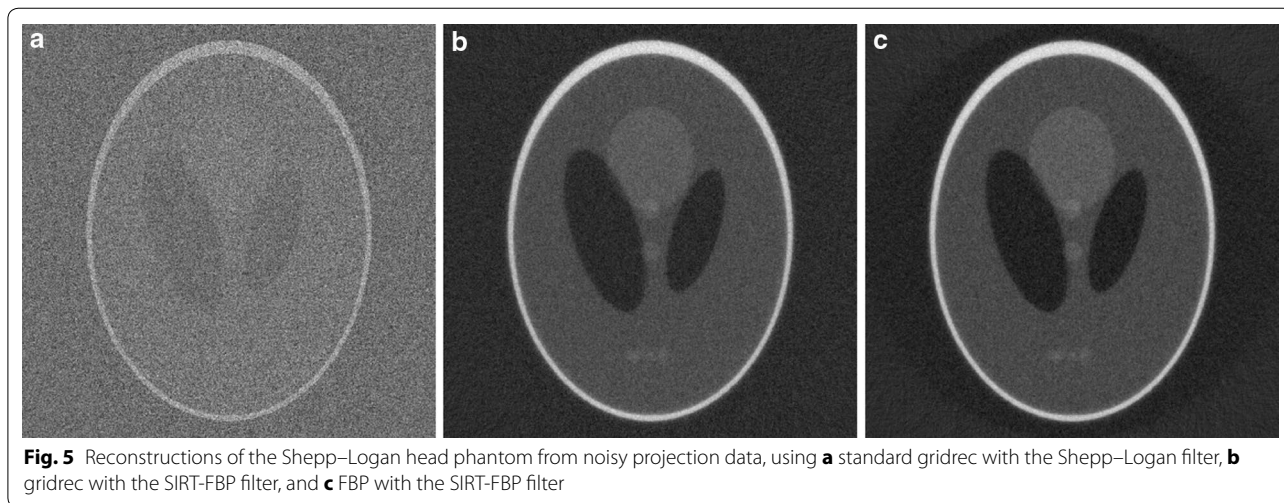 a
b
c
Fig. 5 Reconstructions of the Shepp–Logan head phantom from noisy projection data, using a standard gridrec with the Shepp–Logan filter, b
gridrec with the SIRT-FBP filter, and c FBP with the SIRT-FBP filter